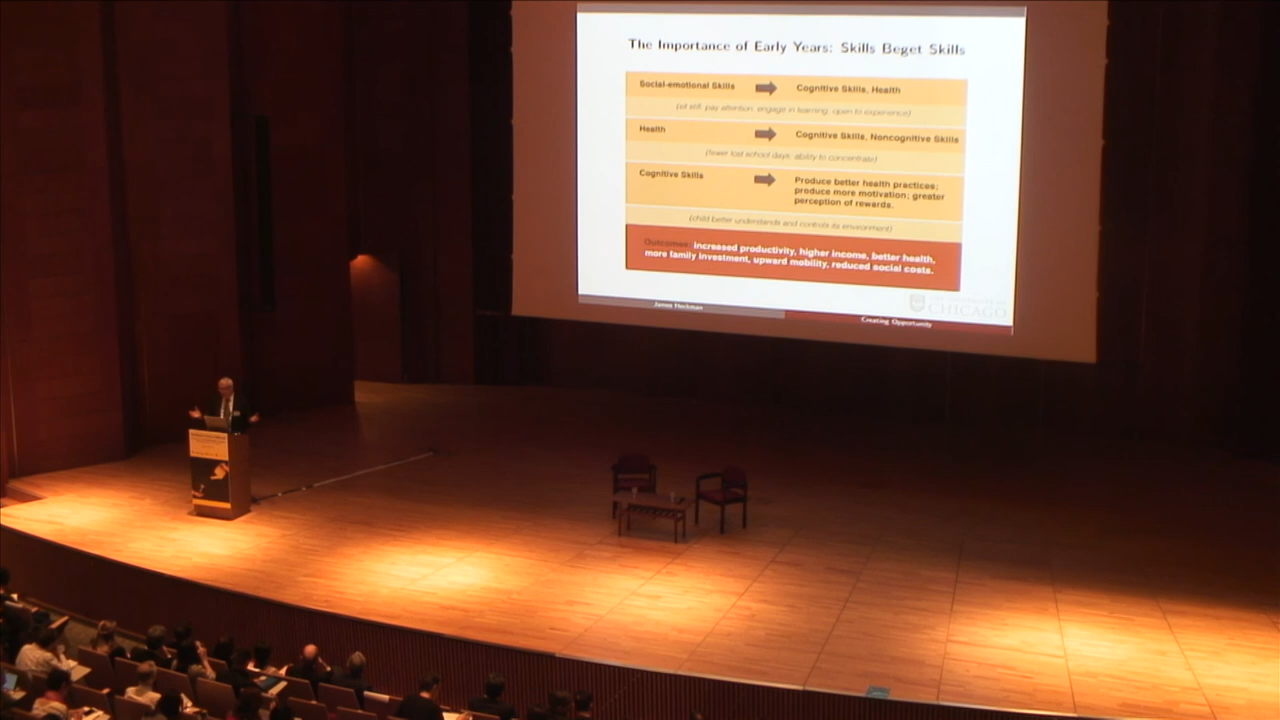 The Importance of Early Years: Skills Beget Skills
Social-emotional Skills
Cognitive Skills, Health
(sit still; pay attention; engage in learning; open to experience)
Health
Cognitive Skills, Noncognitive Skills
(fewer lost school days; ability to concentrate)
Cognitive Skills
Produce better health practices;
produce more motivation; greater
perception of rewards.
(child better understands and controls its environment)
Outcomes: increased productivity, higher income, better health,
more family investment, upward mobility, reduced social costs.
THE UNIVERSITY OF
CHICAGO
James Heckman
Creating Opportunity